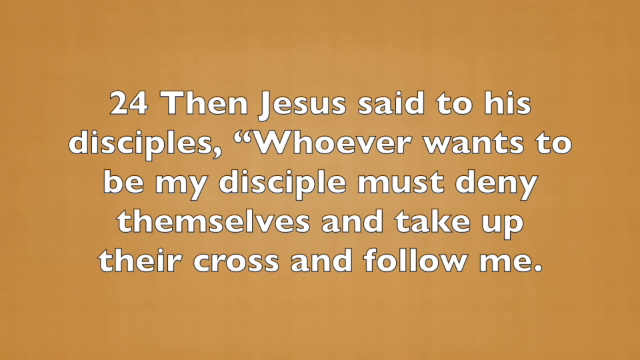 24 Then Jesus said to his
disciples, “Whoever wants to
be my disciple must deny
themselves and take up
their cross and follow me.